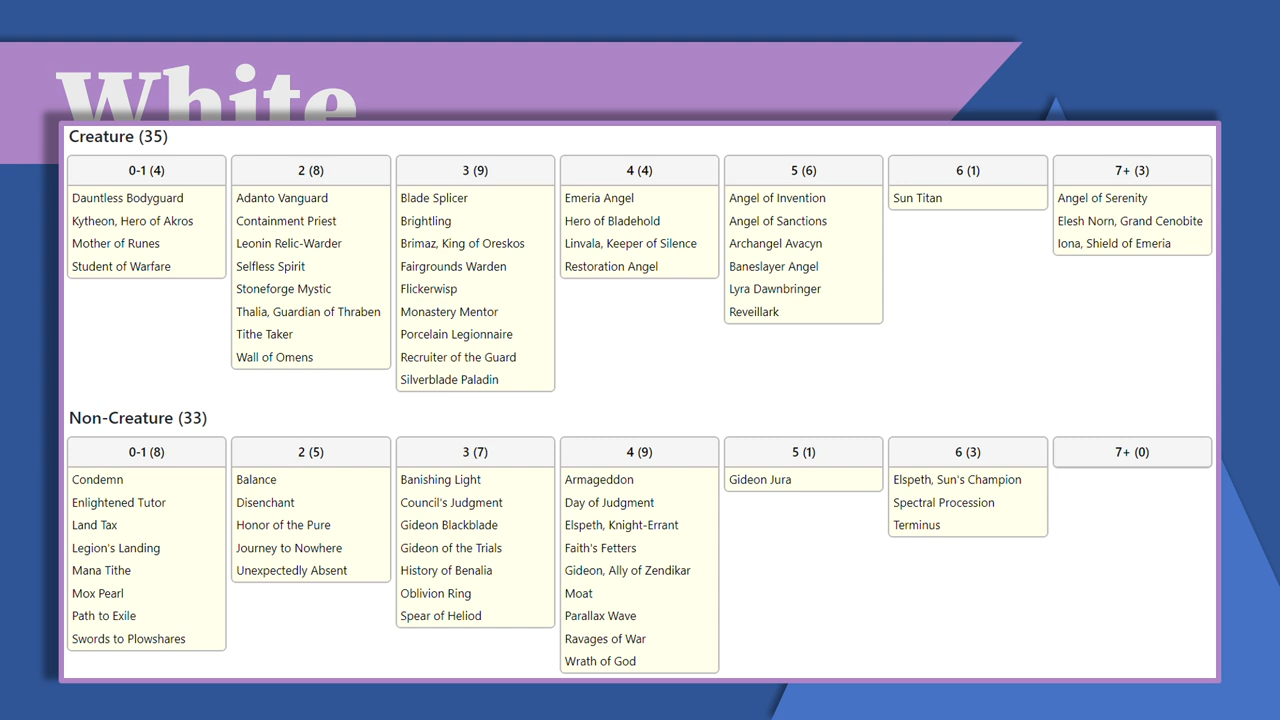 White
Creature (35)
0-1 (4)
Dauntless Bodyguard
Kytheon, Hero of Akros
Mother of Runes
Student of Warfare
2 (8)
Adanto Vanguard
Containment Priest
Leonin Relic-Warder
Selfless Spirit
Stoneforge Mystic
Thalia, Guardian of Thraben
Tithe Taker
Wall of Omens
3 (9)
Blade Splicer
Brightling
Brimaz, King of Oreskos
Fairgrounds Warden
Flickerwisp
Monastery Mentor
Porcelain Legionnaire
Recruiter of the Guard
Silverblade Paladin
4 (4)
Emeria Angel
Hero of Bladehold
Linvala, Keeper of Silence
Restoration Angel
5 (6)
Angel of Invention
Angel of Sanctions
Archangel Avacyn
Baneslayer Angel
Lyra Dawnbringer
Reveillark
6 (1)
Sun Titan
7+ (3)
Angel of Serenity
Elesh Norn, Grand Cenobite
Iona, Shield of Emeria
Non-Creature (33)
0-1 (8)
Condemn
Enlightened Tutor
Land Tax
Legion's Landing
Mana Tithe
Mox Pearl
Path to Exile
Swords to Plowshares
2 (5)
Balance
Disenchant
Honor of the Pure
Journey to Nowhere
Unexpectedly Absent
3 (7)
Banishing Light
Council's Judgment
Gideon Blackblade
Gideon of the Trials
History of Benalia
Oblivion Ring
Spear of Heliod
4 (9)
Armageddon
Day of Judgment
Elspeth, Knight-Errant
Faith's Fetters
Gideon, Ally of Zendikar
Moat
Parallax Wave
Ravages of War
Wrath of God
5 (1)
Gideon Jura
6 (3)
Elspeth, Sun's Champion
Spectral Procession
Terminus
7+ (0)